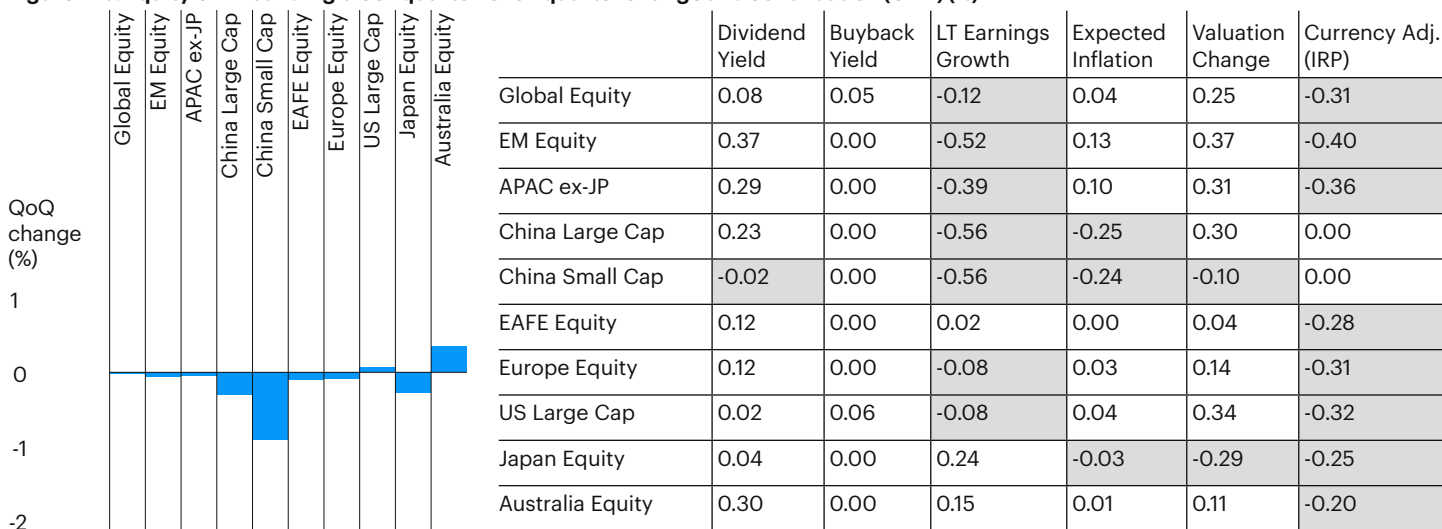 Global Equity
EM Equity
APAC ex-JP
China Large Cap
China Small Cap
EAFE Equity
Europe Equity
US Large Cap
Japan Equity
Australia Equity
QoQ
change
(%)
1
0
-1
-2
Dividend Yield Buyback Yield LT Earnings Growth Expected Inflation Valuation Change Currency Adj. (IRP)
Global Equity 0.08 0.05 -0.12 0.04 0.25 -0.31
EM Equity 0.37 0.00 -0.52 0.13 0.37 -0.40
APAC ex-JP 0.29 0.00 -0.39 0.10 0.31 -0.36
China Large Cap 0.23 0.00 -0.56 -0.25 0.30 0.00
China Small Cap -0.02 0.00 -0.56 -0.24 -0.10 0.00
EAFE Equity 0.12 0.00 0.02 0.00 0.04 -0.28
Europe Equity 0.12 0.00 -0.08 0.03 0.14 -0.31
US Large Cap 0.02 0.06 -0.08 0.04 0.34 -0.32
Japan Equity 0.04 0.00 0.24 -0.03 -0.29 -0.25
Australia Equity 0.30 0.00 0.15 0.01 0.11 -0.20